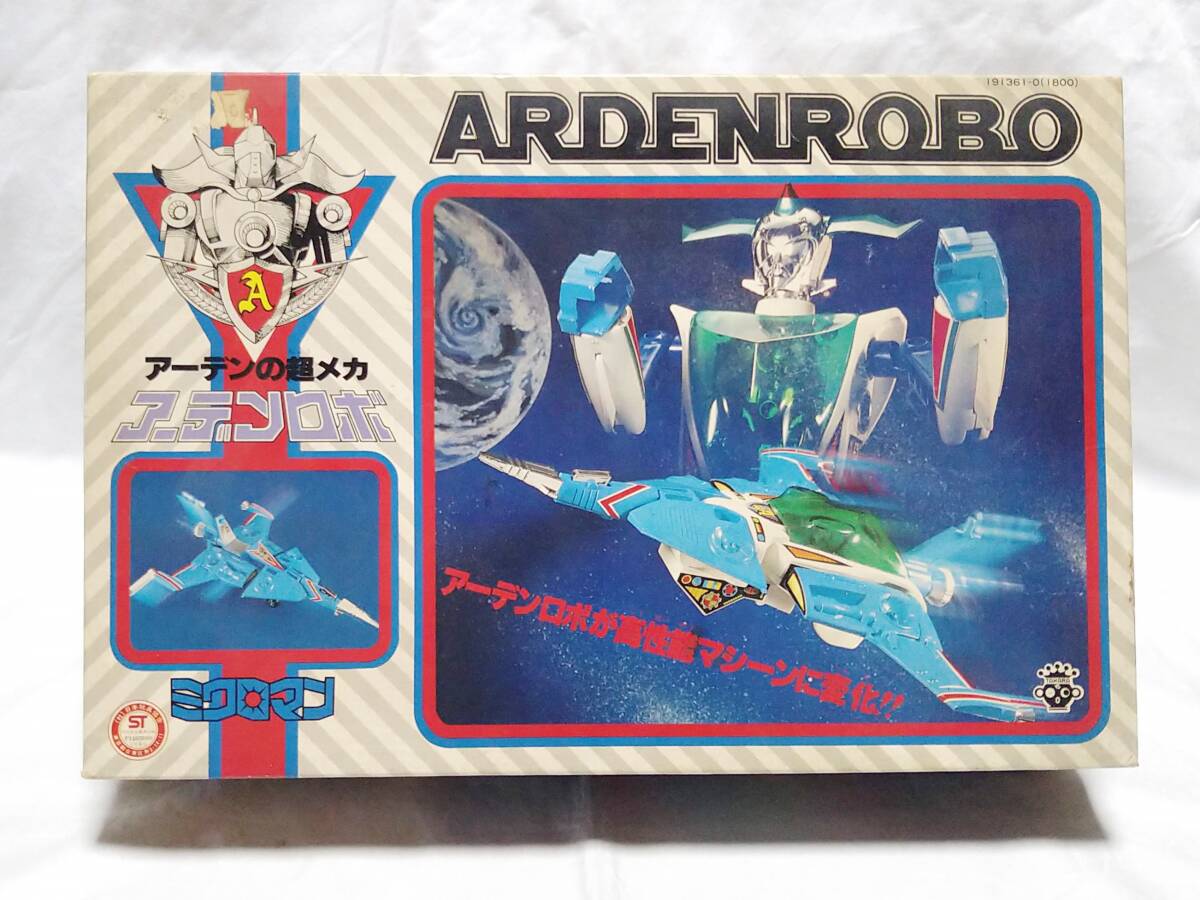 191361-0(1800)
ARDENROBO
A
アーデンの超メカ
アーデンロボ
アーデンロボが高性能マシーンに変化!!
ミクロマン
ST
TAKARA